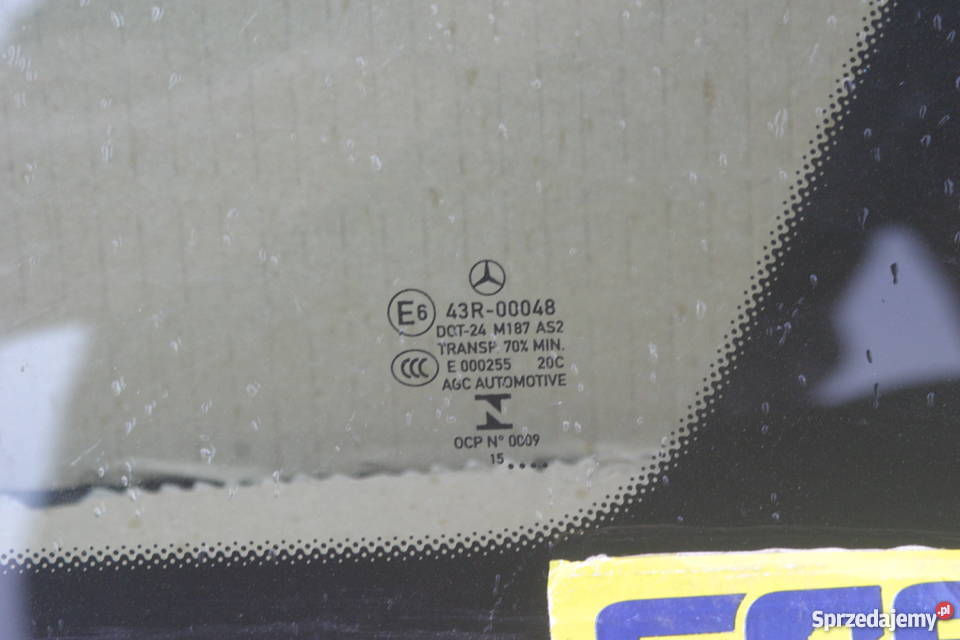 E6 43R-00048
DOT-24 M187 AS2
TRANSP. 70% MIN.
CCC E 000255 20C
AGC AUTOMOTIVE
OCP N° 0009
15....
Sprzedajemy.pl